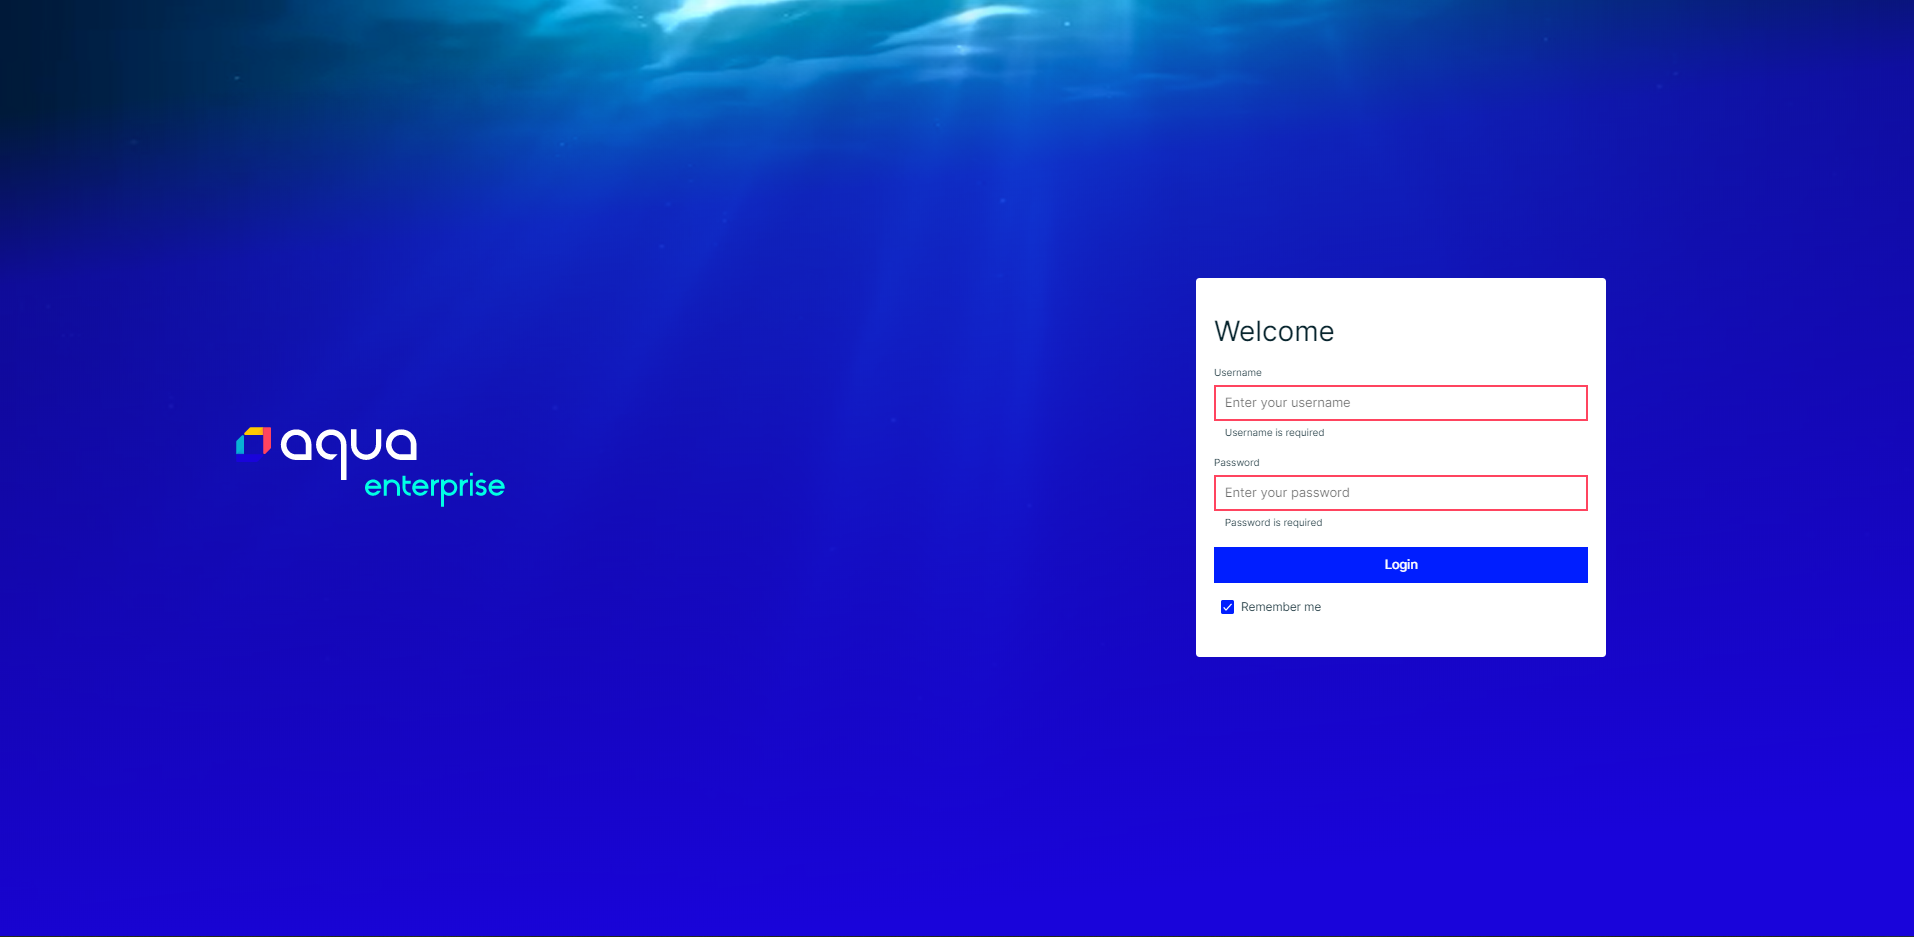 aqua
enterprise
Welcome
Username
Enter your username
Username is required
Password
Enter your password
Password is required
Login
Remember me